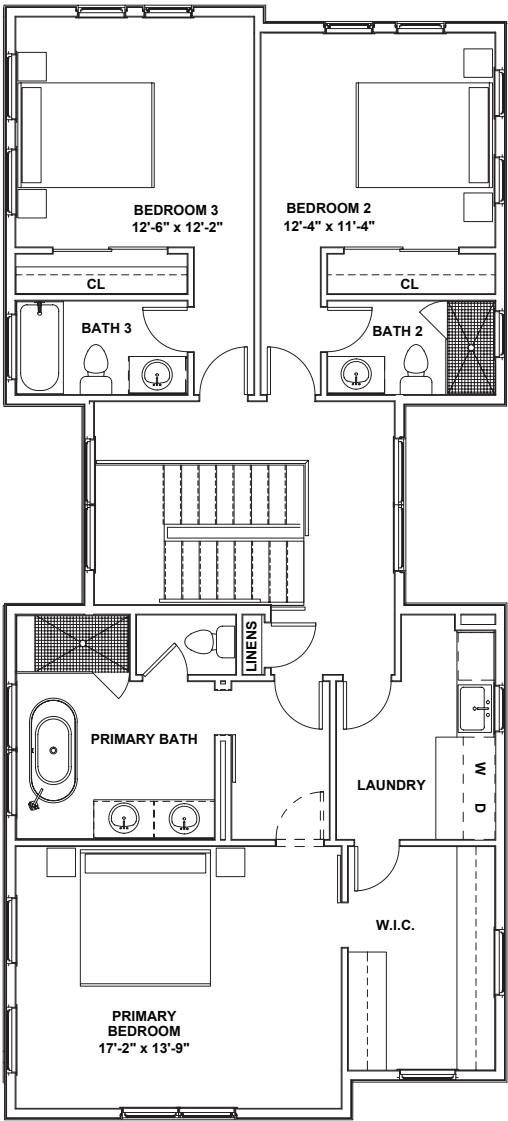 BEDROOM 3
12'-6" x 12'-2"
BEDROOM 2
12'-4" x 11'-4"
CL
CL
BATH 3
BATH 2
LINENS
PRIMARY BATH
LAUNDRY
W D
W.I.C.
PRIMARY
BEDROOM
17'-2" x 13'-9"